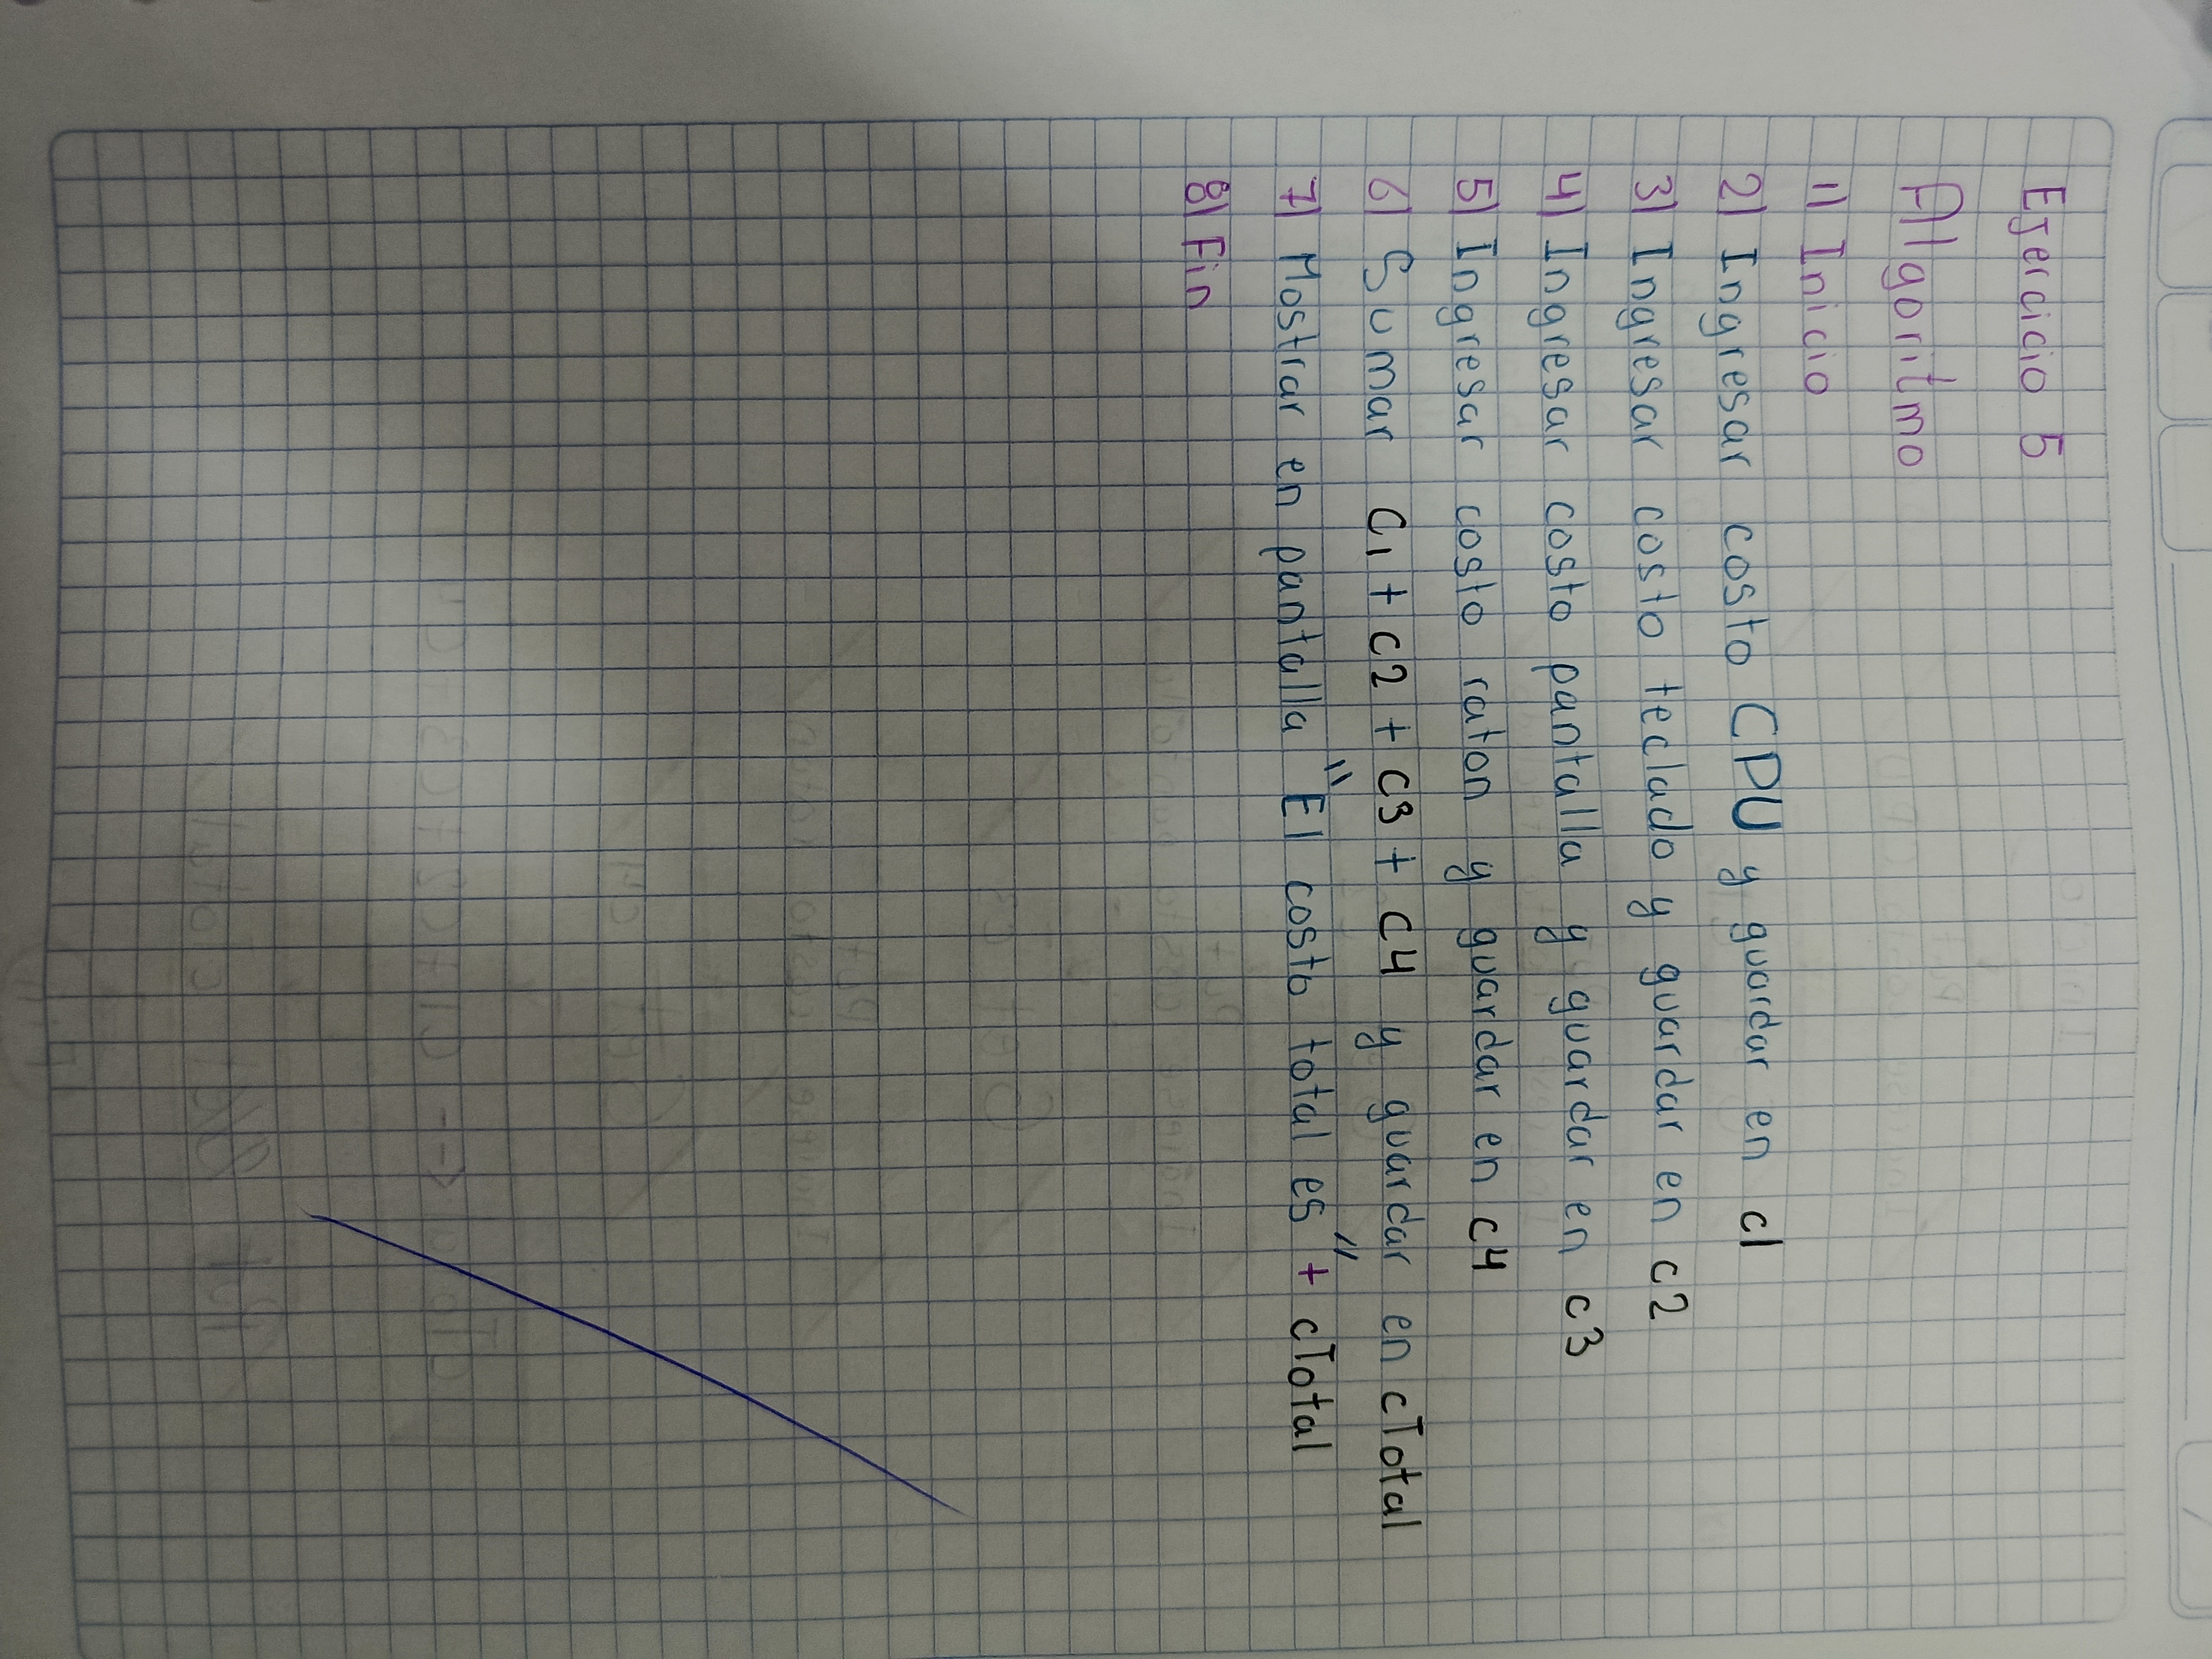 Ejercicio 5
Algoritmo
1) Inicio
2) Ingresar costo CPU y guardar en c1
3) Ingresar costo teclado y guardar en c2
4) Ingresar costo pantalla y guardar en c3
5) Ingresar costo raton y guardar en c4
6) Sumar C1 + c2 + c3 + c4 y guardar en cTotal
7) Mostrar en pantalla "El costo total es" + cTotal
8) Fin